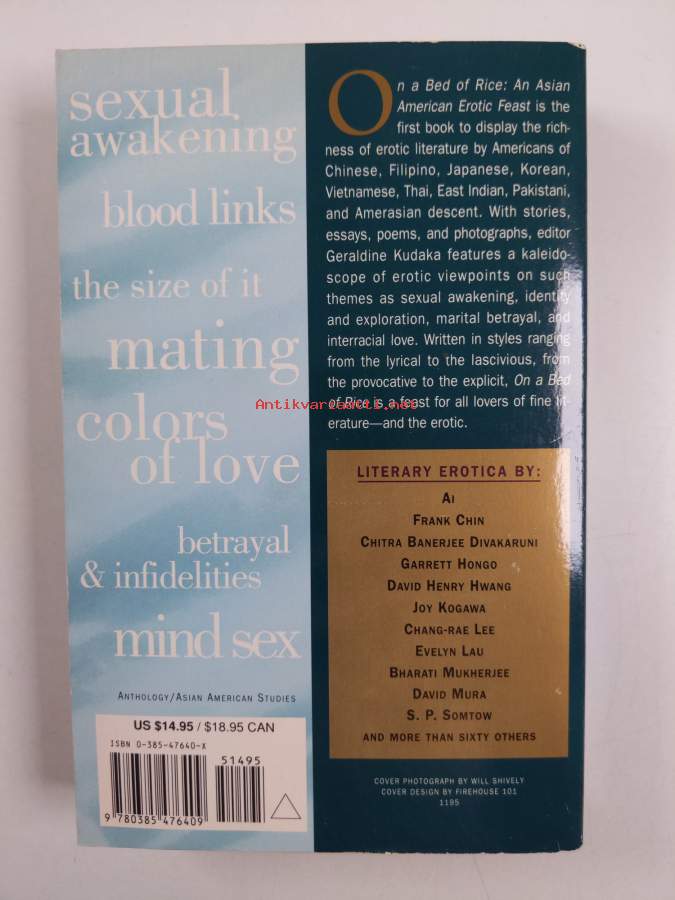 sexual
awakening
blood links
the size of it
mating
colors
of love
betrayal
& infidelities
mind sex
ANTHOLOGY/ASIAN AMERICAN STUDIES
US $14.95 / $18.95 CAN
ISBN 0-385-47640-X
51495
9 780385 476409
On a Bed of Rice: An Asian
American Erotic Feast is the
first book to display the rich-
ness of erotic literature by Americans of
Chinese, Filipino, Japanese, Korean,
Vietnamese, Thai, East Indian, Pakistani,
and Amerasian descent. With stories,
essays, poems, and photographs, editor
Geraldine Kudaka features a kaleido-
scope of erotic viewpoints on such
themes as sexual awakening, identity
and exploration, marital betrayal, and
interracial love. Written in styles ranging
from the lyrical to the lascivious, from
the provocative to the explicit, On a Bed
of Rice is a feast for all lovers of fine lit-
erature—and the erotic.
Antikvariaatti.net
LITERARY EROTICA BY:
AI
FRANK CHIN
CHITRA BANERJEE DIVAKARUNI
GARRETT HONGO
DAVID HENRY HWANG
JOY KOGAWA
CHANG-RAE LEE
EVELYN LAU
BHARATI MUKHERJEE
DAVID MURA
S. P. SOMTOW
AND MORE THAN SIXTY OTHERS
COVER PHOTOGRAPH BY WILL SHIVELY
COVER DESIGN BY FIREHOUSE 101
1195